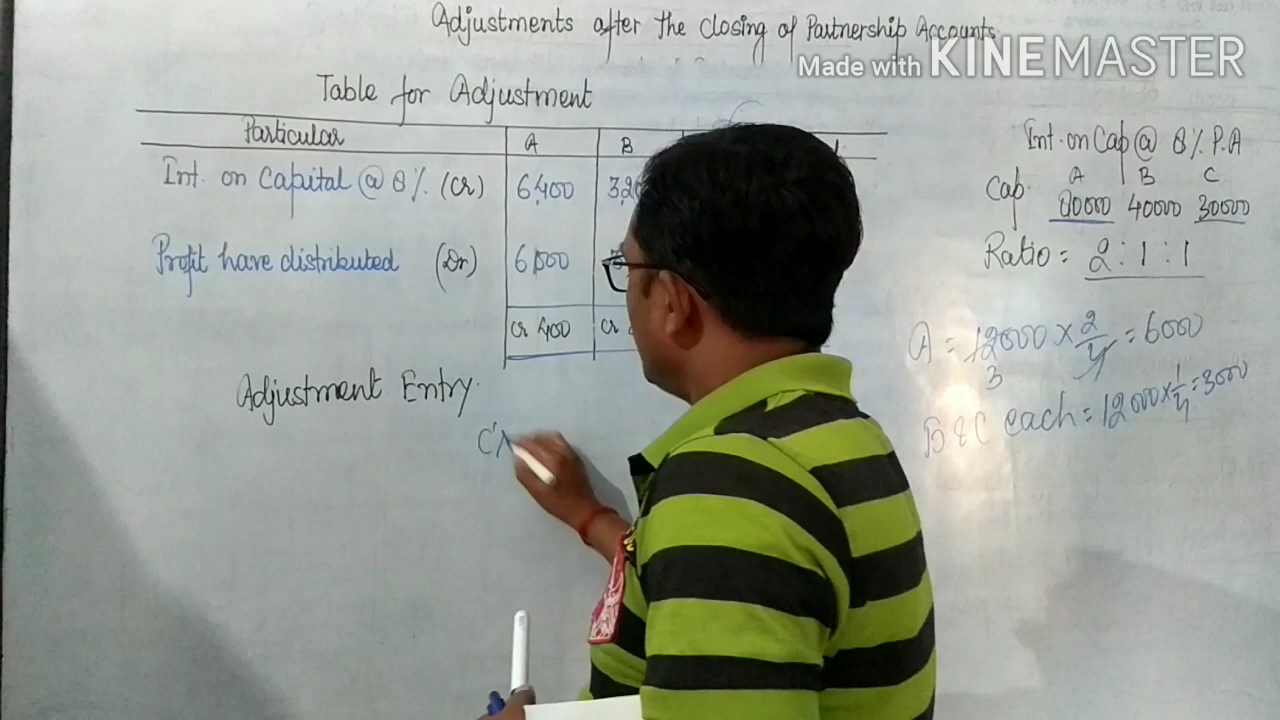 Adjustments after the closing of Partnership Accounts.
Made with KINEMASTER
Table for Adjustment
Particular A B
Int. on Capital @ 8% (Cr) 6,400
Profit have distributed (Dr) 6,000
Cr 400 Cr
Adjustment Entry.
C'
Int. on Cap @ 8% P.A
A B C
Cap. 80000 40000 30000
Ratio = 2 : 1 : 1
A = 12000 × 2/4 = 6000
3
B & C each = 12000 × 1/4 = 3000